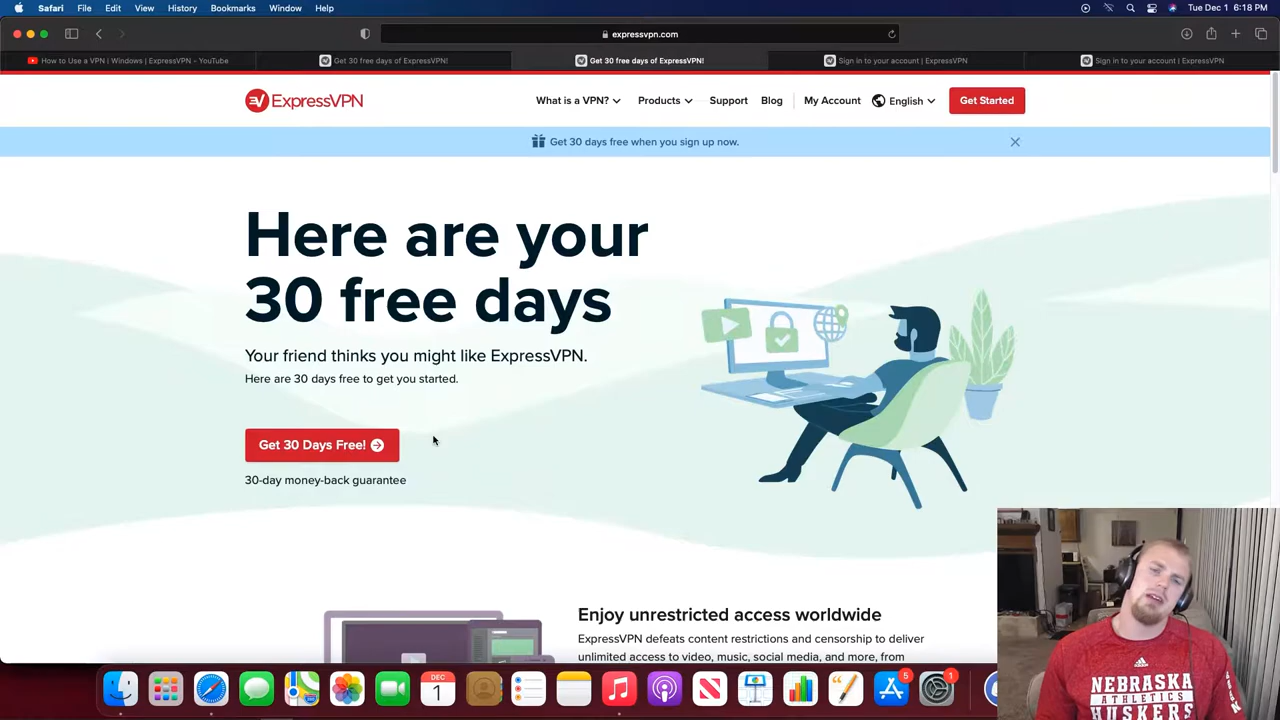 Safari File Edit View History Bookmarks Window Help Tue Dec 1 6:18 PM
expressvpn.com
How to Use a VPN | Windows | ExpressVPN - YouTube Get 30 free days of ExpressVPN! Get 30 free days of ExpressVPN! Sign in to your account | ExpressVPN Sign in to your account | ExpressVPN
ExpressVPN What is a VPN? Products Support Blog My Account English Get Started
Get 30 days free when you sign up now.
Here are your
30 free days
Your friend thinks you might like ExpressVPN.
Here are 30 days free to get you started.
Get 30 Days Free!
30-day money-back guarantee
Enjoy unrestricted access worldwide
ExpressVPN defeats content restrictions and censorship to deliver
unlimited access to video, music, social media, and more, from
DEC
1
5
1
adidas
NEBRASKA
ATHLETICS
HUSKERS